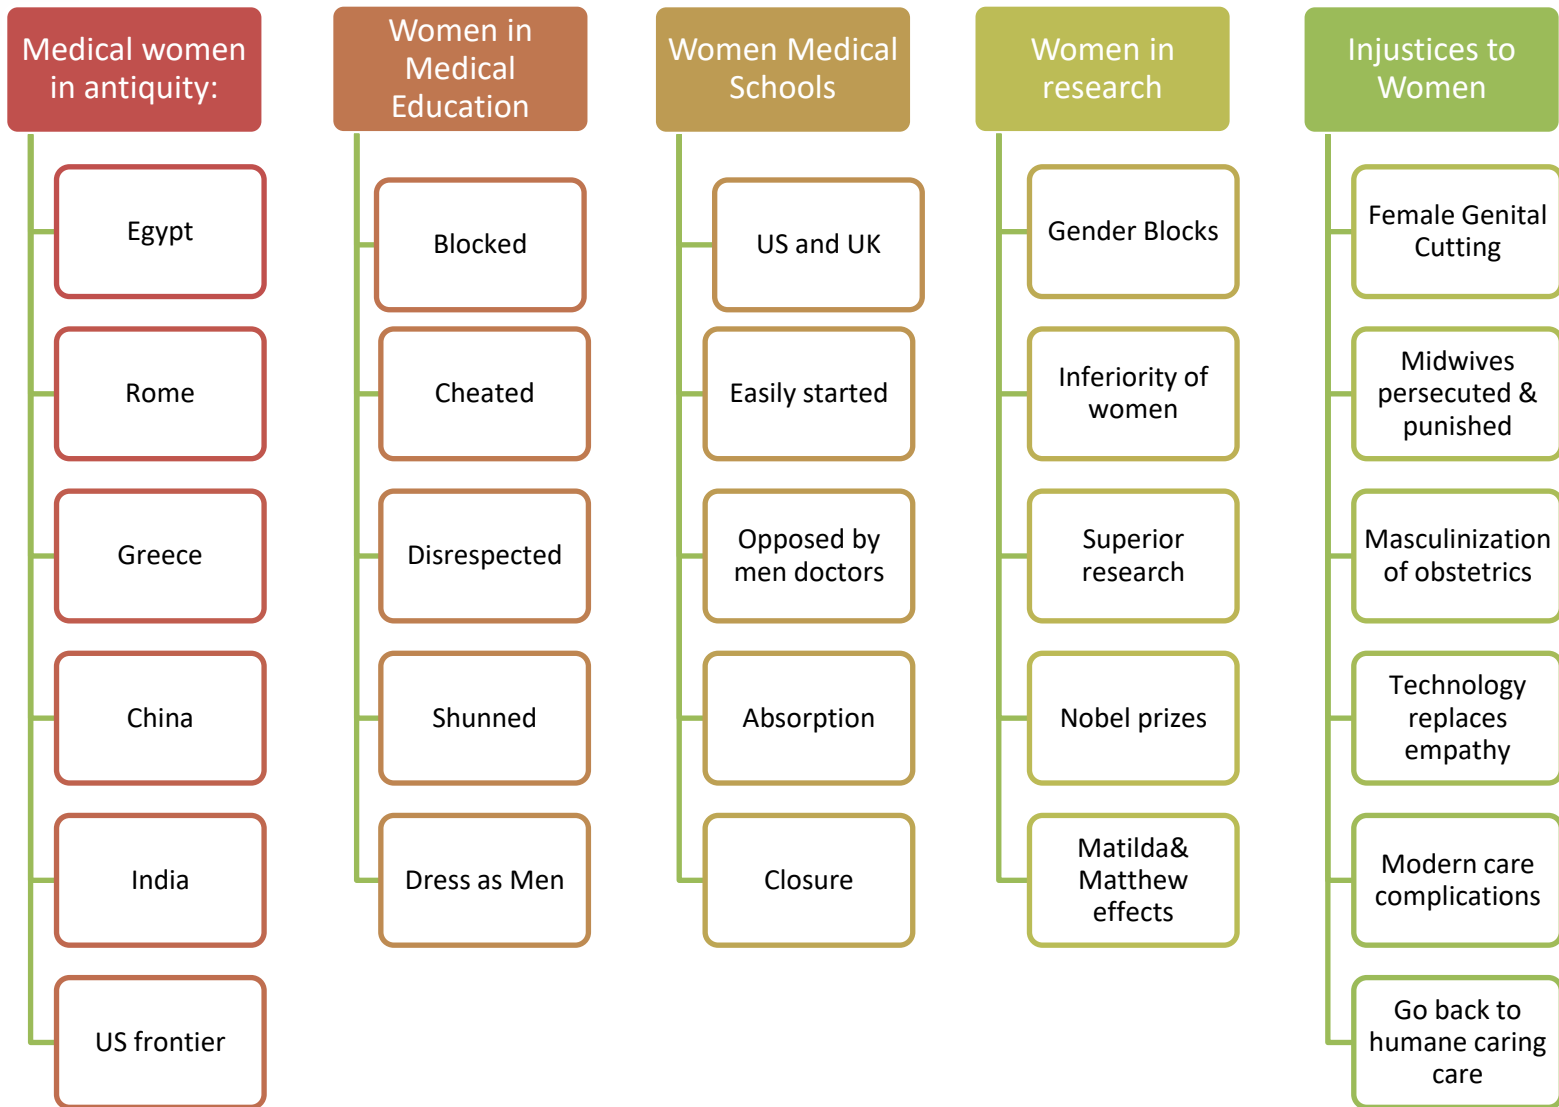 Medical women
in antiquity:
Egypt
Rome
Greece
China
India
US frontier
Women in
Medical
Education
Blocked
Cheated
Disrespected
Shunned
Dress as Men
Women Medical
Schools
US and UK
Easily started
Opposed by
men doctors
Absorption
Closure
Women in
research
Gender Blocks
Inferiority of
women
Superior
research
Nobel prizes
Matilda&
Matthew
effects
Injustices to
Women
Female Genital
Cutting
Midwives
persecuted &
punished
Masculinization
of obstetrics
Technology
replaces
empathy
Modern care
complications
Go back to
humane caring
care